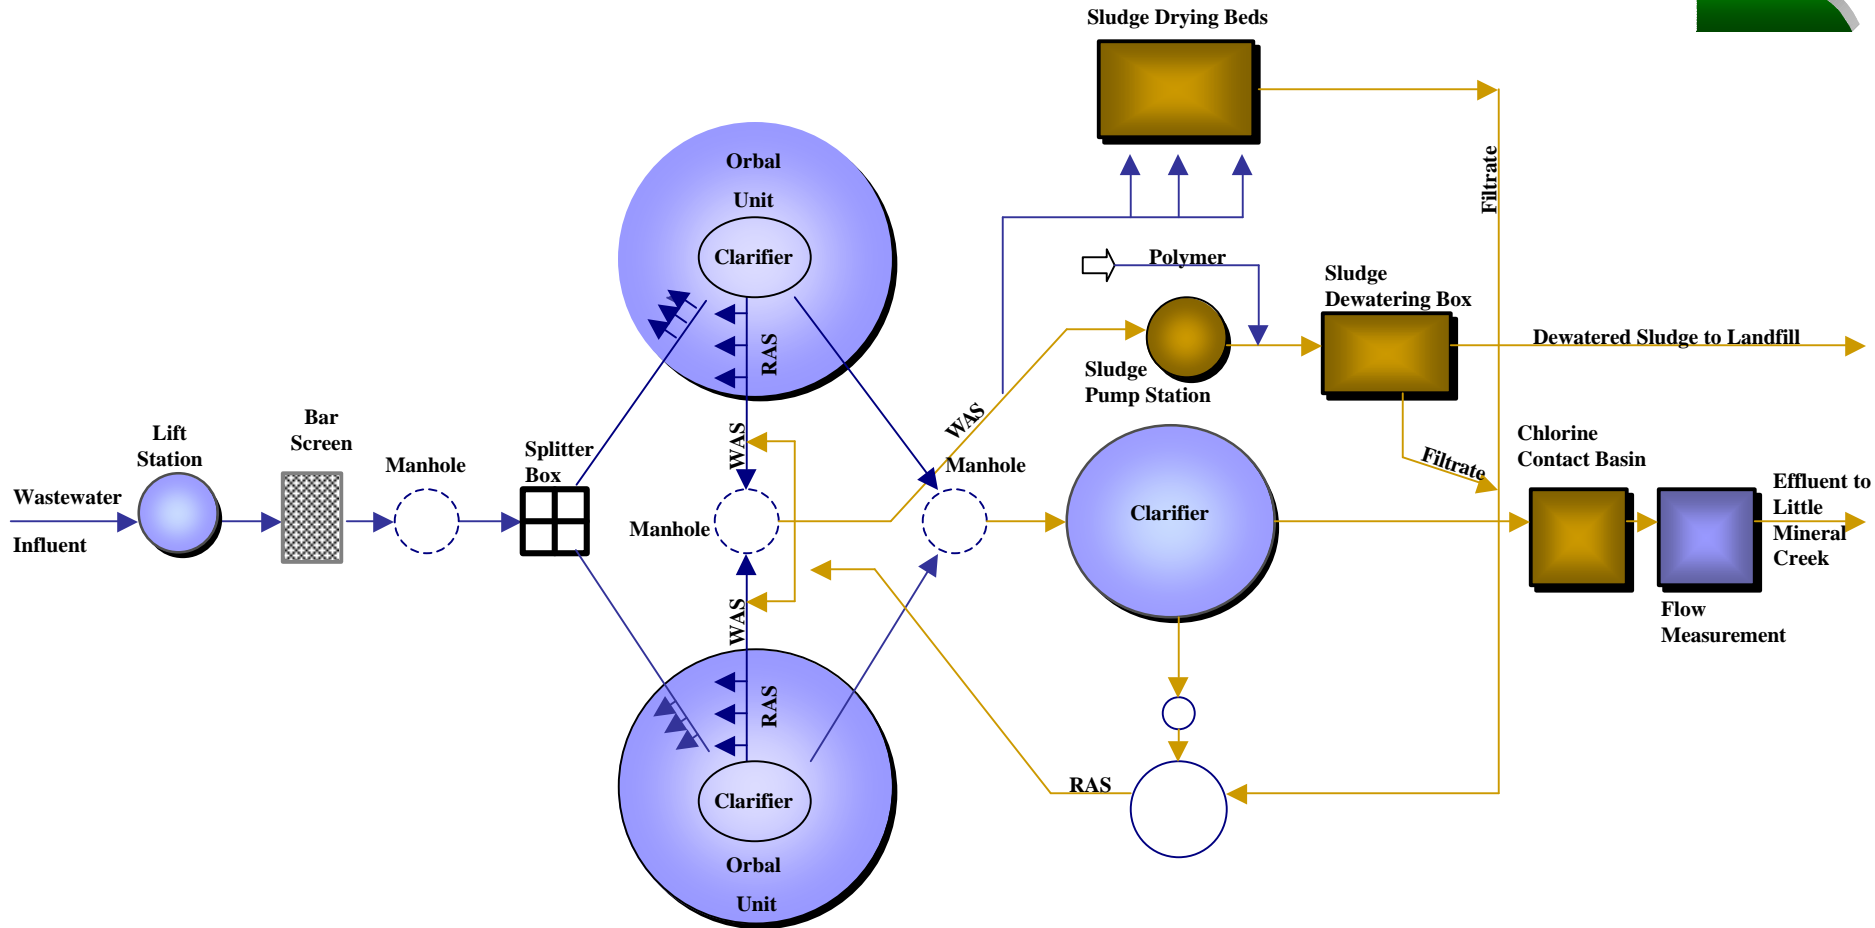 Sludge Drying Beds
Orbal
Unit
Clarifier
Filtrate
Polymer
Sludge
Dewatering Box
Dewatered Sludge to Landfill
RAS
Sludge
Pump Station
WAS
WAS
Bar
Screen
Lift
Station
Manhole
Splitter
Box
Manhole
Filtrate
Chlorine
Contact Basin
Wastewater
Influent
Manhole
Clarifier
Effluent to
Little
Mineral
Creek
Flow
Measurement
WAS
RAS
RAS
Clarifier
Orbal
Unit